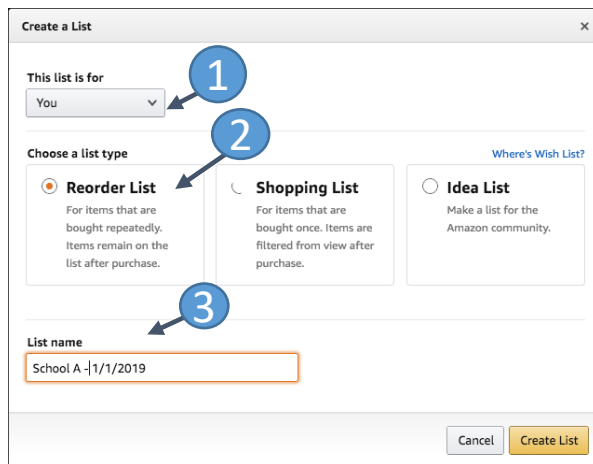 Create a List ×
This list is for
1
You
2
Choose a list type
Where's Wish List?
Reorder List
For items that are
bought repeatedly.
Items remain on the
list after purchase.
Shopping List
For items that are
bought once. Items are
filtered from view after
purchase.
Idea List
Make a list for the
Amazon community.
3
List name
School A -1/1/2019
Cancel
Create List